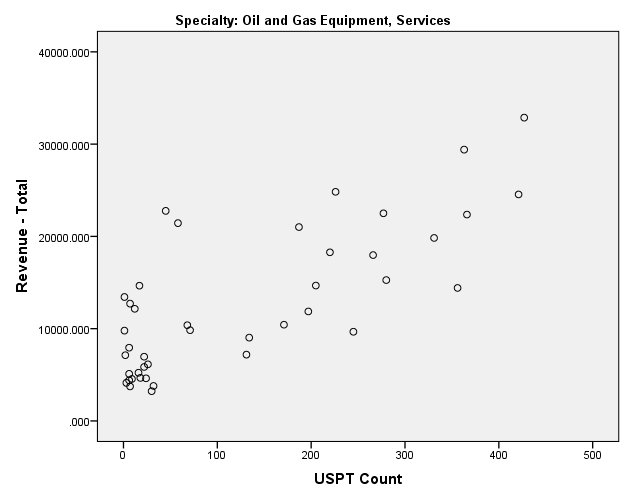 Specialty: Oil and Gas Equipment, Services
40000.000
30000.000
20000.000
10000.000
.000
Revenue - Total
0 100 200 300 400 500
USPT Count